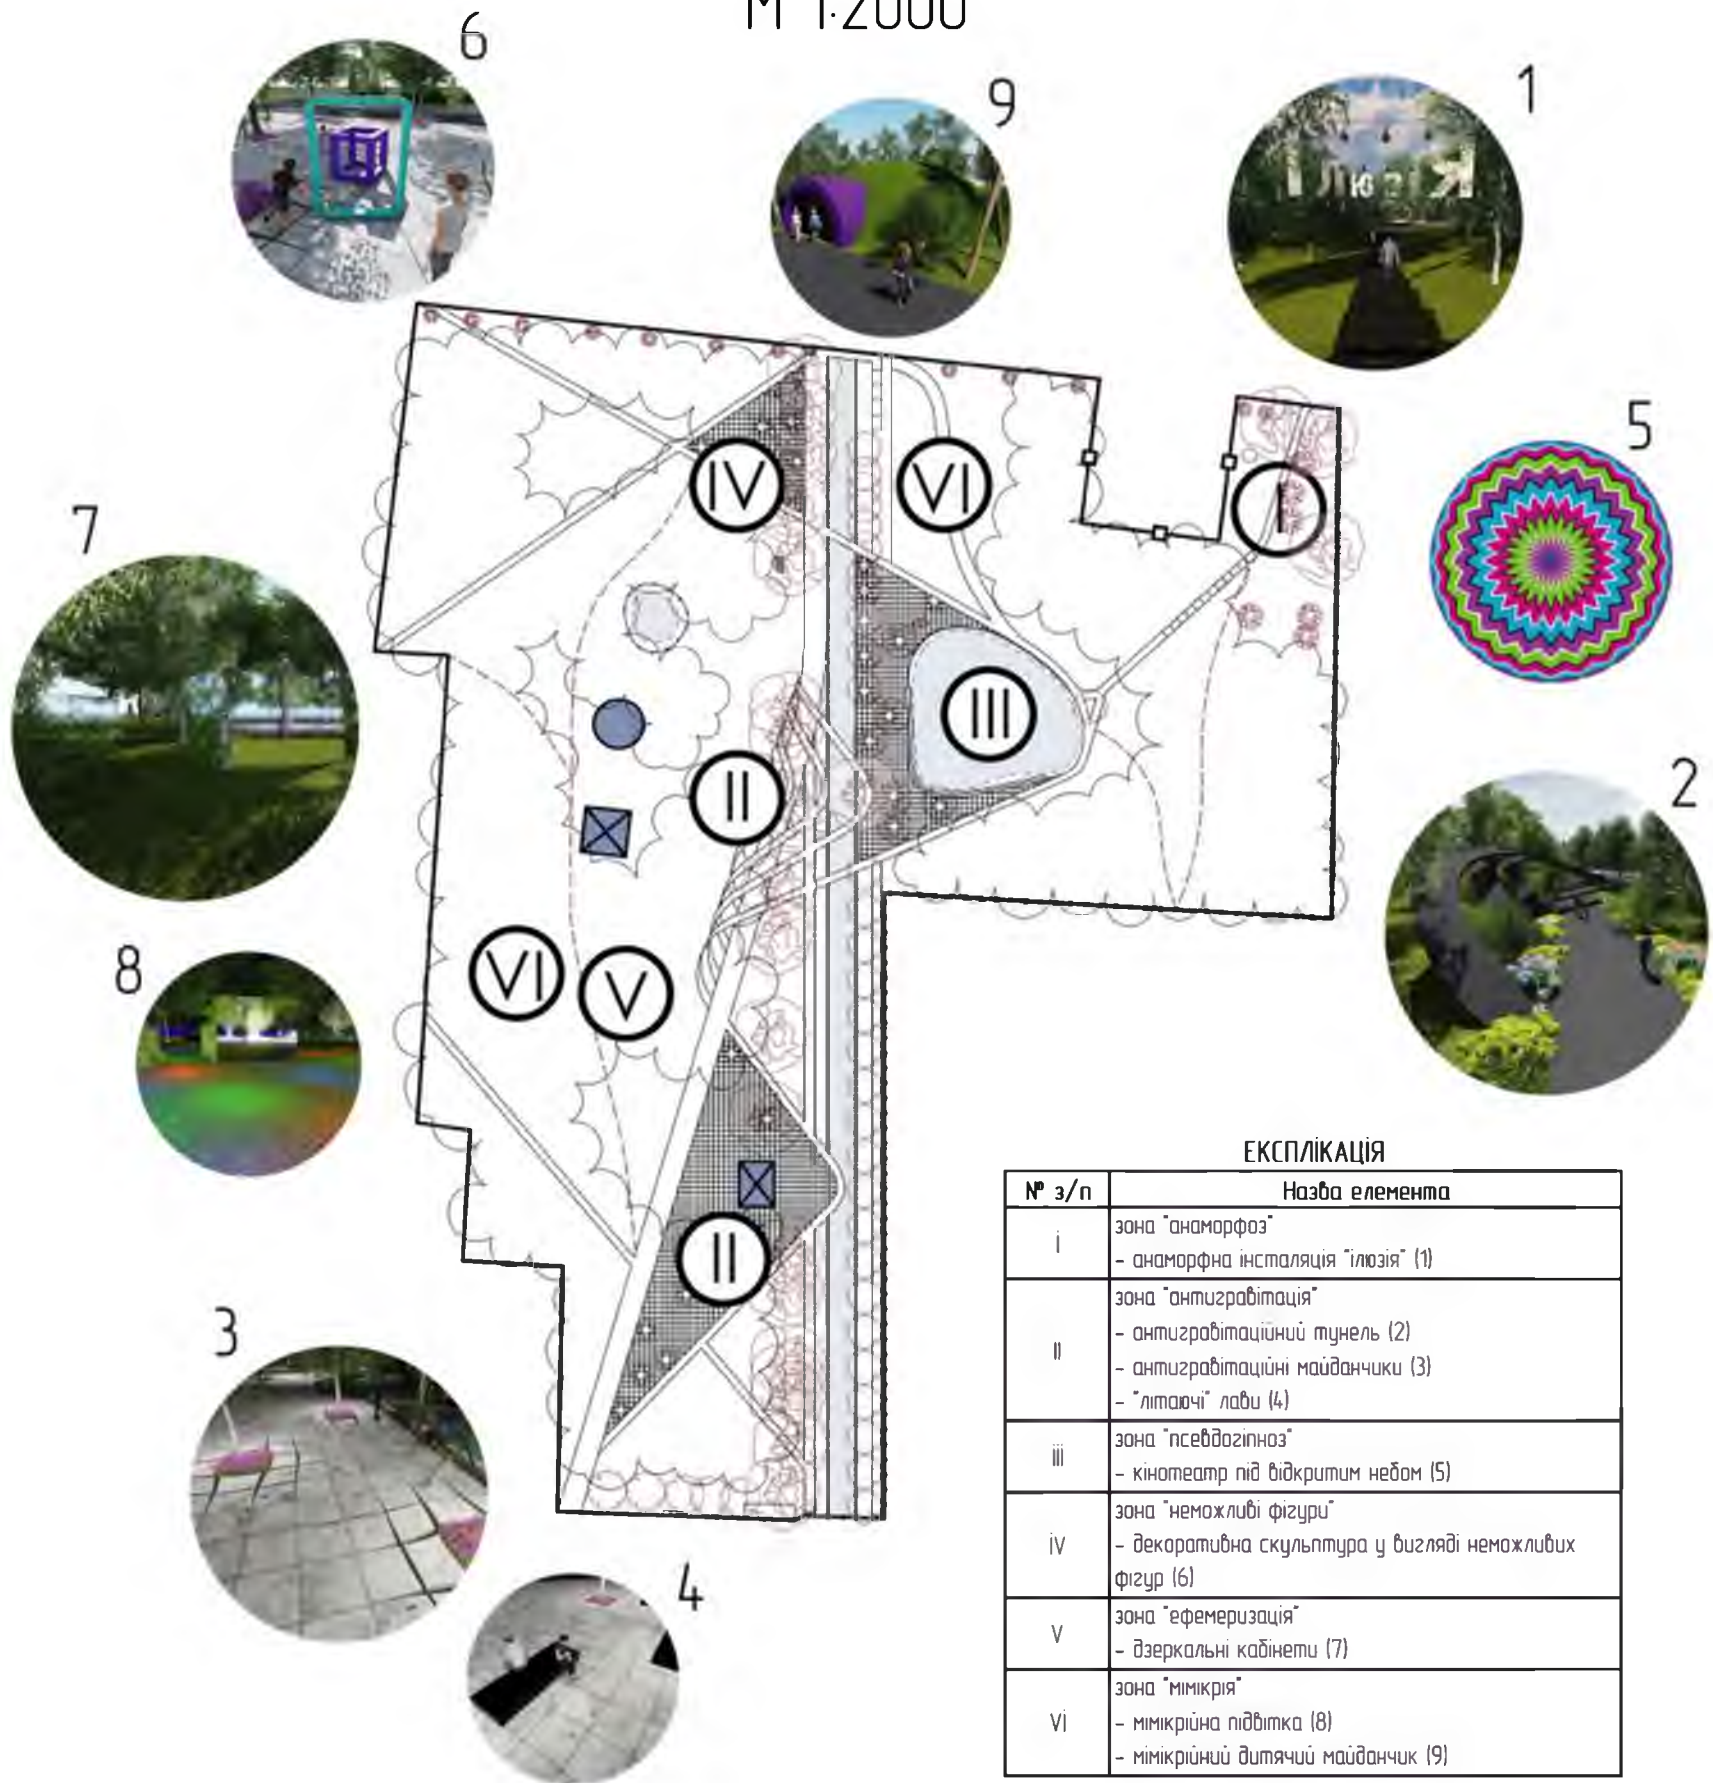 М 1:2000
6
9
1
5
7
IV
VI
I
III
II
2
8
VI
V
II
3
4
ЕКСПЛІКАЦІЯ
№ з/п
Назва елемента
і
зона "анаморфоз"
- анаморфна інсталяція "ілюзія" (1)
ІІ
зона "антигравітація"
- антигравітаційний тунель (2)
- антигравітаційні майданчики (3)
- "літаючі" лави (4)
ііі
зона "псевдогіпноз"
- кінотеатр під відкритим небом (5)
іV
зона "неможливі фігури"
- декоративна скульптура у вигляді неможливих
фігур (6)
V
зона "ефемеризація"
- дзеркальні кабінети (7)
Vі
зона "мімікрія"
- мімікрійна підвітка (8)
- мімікрійний дитячий майданчик (9)